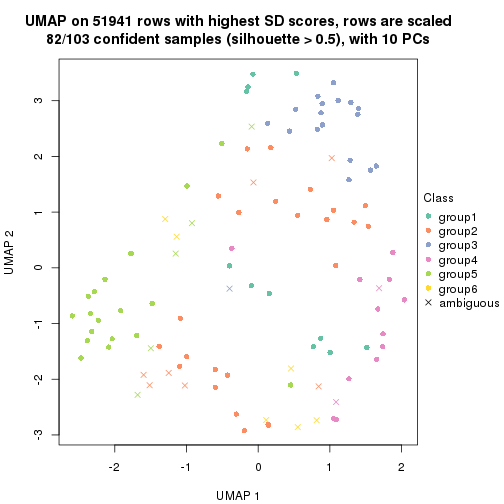 UMAP on 51941 rows with highest SD scores, rows are scaled
82/103 confident samples (silhouette > 0.5), with 10 PCs
3
2
1
0
-1
-2
-3
UMAP 2
-2
-1
0
1
2
UMAP 1
Class
group1
group2
group3
group4
group5
group6
ambiguous